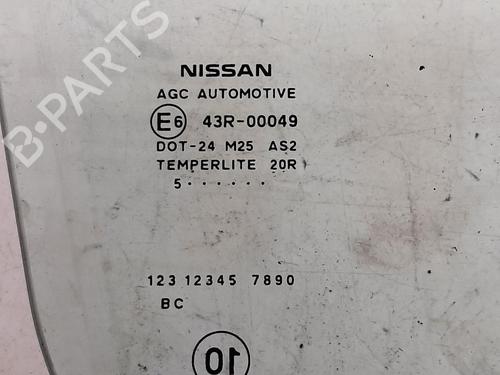 B-PARTS
NISSAN
AGC AUTOMOTIVE
E6 43R-00049
DOT-24 M25 AS2
TEMPERLITE 20R
5······
123 12345 7890
BC
10